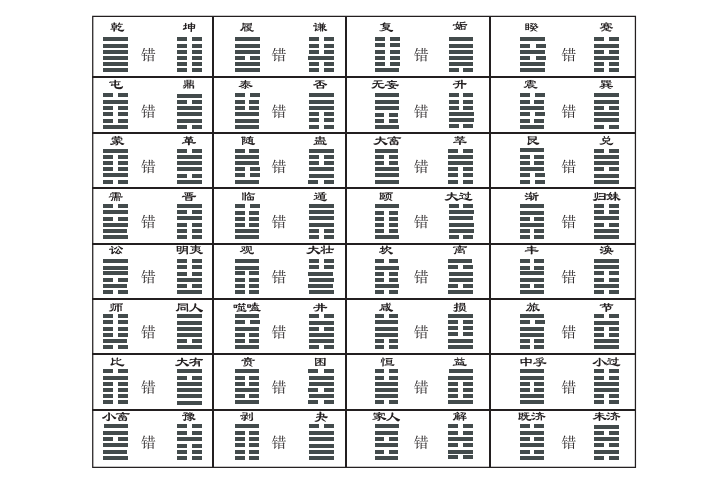 乾 错 坤 履 错 谦 复 错 姤 睽 错 蹇
屯 错 鼎 泰 错 否 无妄 错 升 震 错 巽
蒙 错 革 随 错 蛊 大畜 错 萃 艮 错 兑
需 错 晋 临 错 遁 颐 错 大过 渐 错 归妹
讼 错 明夷 观 错 大壮 坎 错 离 丰 错 涣
师 错 同人 噬嗑 错 井 咸 错 损 旅 错 节
比 错 大有 贲 错 困 恒 错 益 中孚 错 小过
小畜 错 豫 剥 错 夬 家人 错 解 既济 错 未济